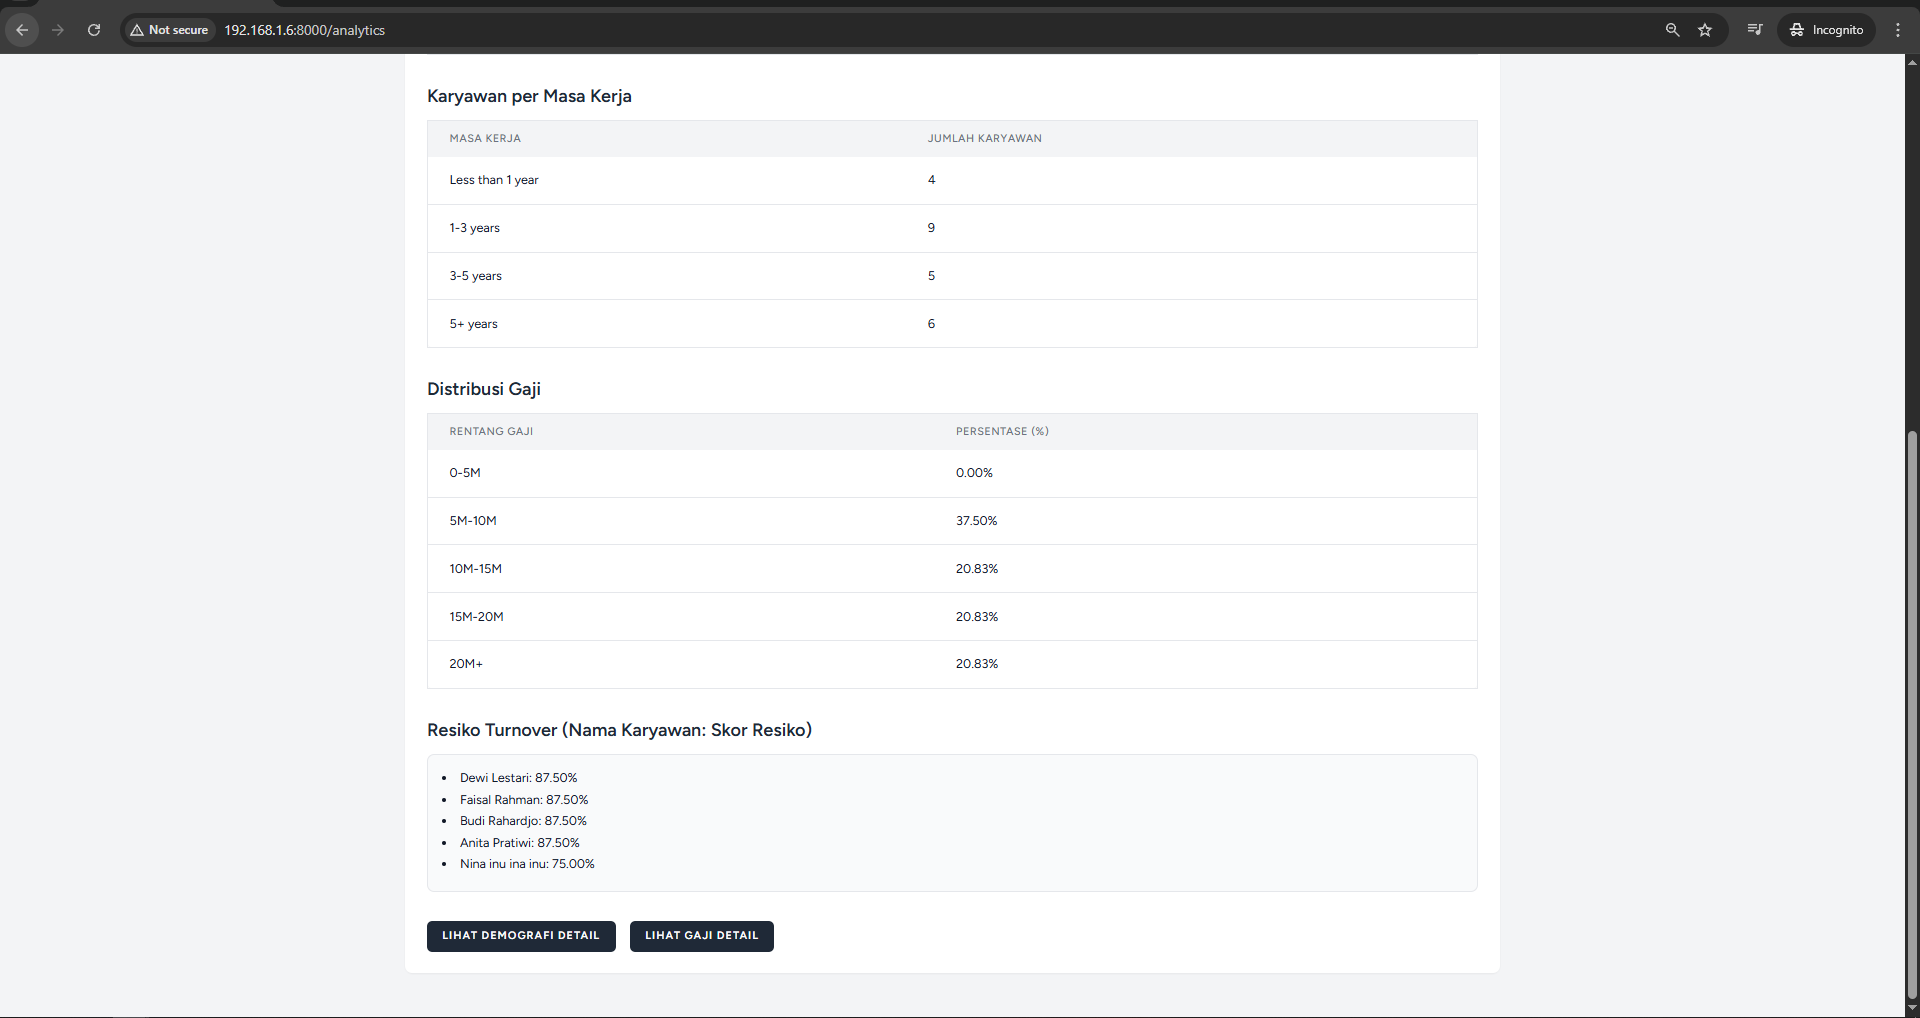 Not secure
192.168.1.6:8000/analytics
Incognito
Karyawan per Masa Kerja
MASA KERJA JUMLAH KARYAWAN
Less than 1 year 4
1-3 years 9
3-5 years 5
5+ years 6
Distribusi Gaji
RENTANG GAJI PERSENTASE (%)
0-5M 0.00%
5M-10M 37.50%
10M-15M 20.83%
15M-20M 20.83%
20M+ 20.83%
Resiko Turnover (Nama Karyawan: Skor Resiko)
Dewi Lestari: 87.50%
Faisal Rahman: 87.50%
Budi Rahardjo: 87.50%
Anita Pratiwi: 87.50%
Nina inu ina inu: 75.00%
LIHAT DEMOGRAFI DETAIL LIHAT GAJI DETAIL